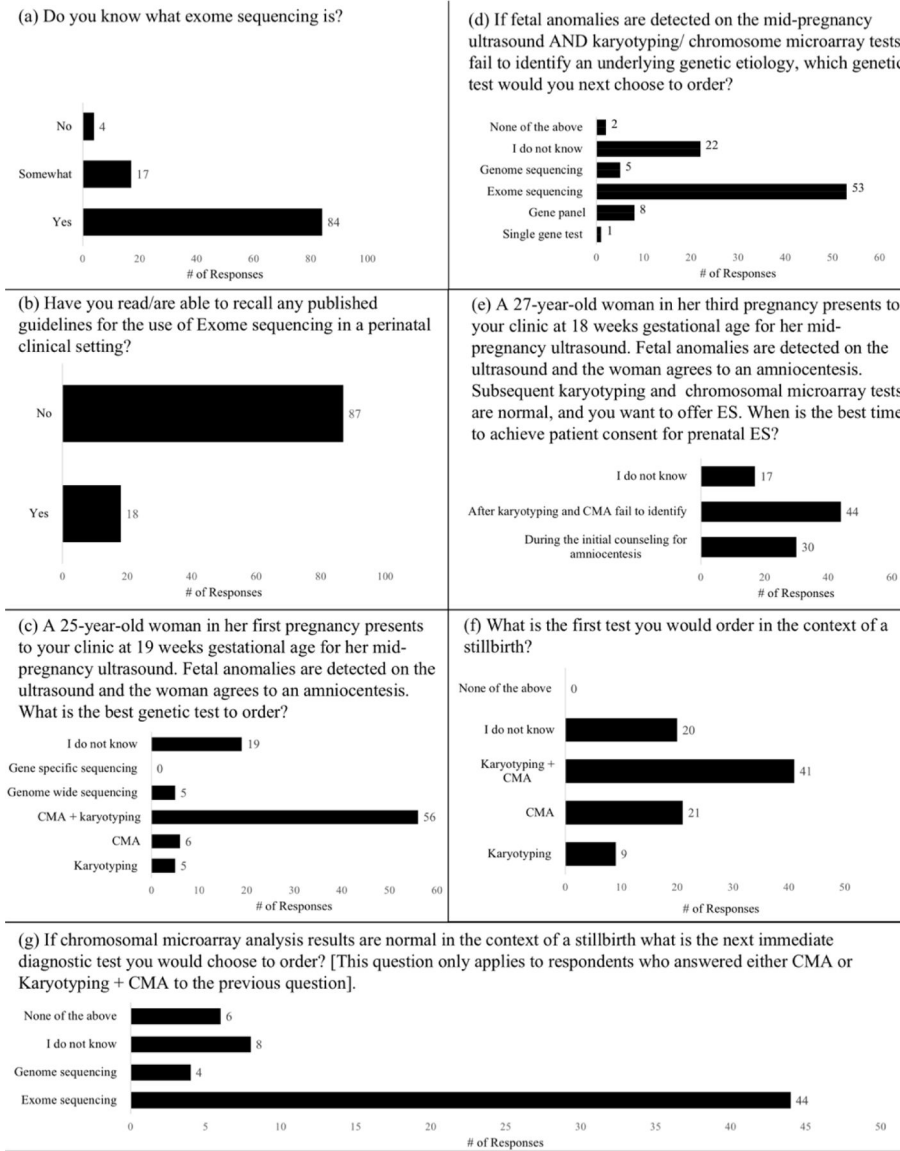 (a) Do you know what exome sequencing is?
No
4
Somewhat
17
Yes
84
0 20 40 60 80 100
# of Responses
(b) Have you read/are able to recall any published
guidelines for the use of Exome sequencing in a perinatal
clinical setting?
No
87
Yes
18
0 20 40 60 80 100
# of Responses
(c) A 25-year-old woman in her first pregnancy presents
to your clinic at 19 weeks gestational age for her mid-
pregnancy ultrasound. Fetal anomalies are detected on the
ultrasound and the woman agrees to an amniocentesis.
What is the best genetic test to order?
I do not know
19
Gene specific sequencing
0
Genome wide sequencing
5
CMA + karyotyping
56
CMA
6
Karyotyping
5
0 10 20 30 40 50 60
# of Responses
(d) If fetal anomalies are detected on the mid-pregnancy
ultrasound AND karyotyping/ chromosome microarray tests
fail to identify an underlying genetic etiology, which genetic
test would you next choose to order?
None of the above
2
I do not know
22
Genome sequencing
5
Exome sequencing
53
Gene panel
8
Single gene test
1
0 10 20 30 40 50 60
# of Responses
(e) A 27-year-old woman in her third pregnancy presents to
your clinic at 18 weeks gestational age for her mid-
pregnancy ultrasound. Fetal anomalies are detected on the
ultrasound and the woman agrees to an amniocentesis.
Subsequent karyotyping and chromosomal microarray tests
are normal, and you want to offer ES. When is the best time
to achieve patient consent for prenatal ES?
I do not know
17
After karyotyping and CMA fail to identify
44
During the initial counseling for
amniocentesis
30
0 20 40 60
# of Responses
(f) What is the first test you would order in the context of a
stillbirth?
None of the above
0
I do not know
20
Karyotyping +
CMA
41
CMA
21
Karyotyping
9
0 10 20 30 40 50
# of Responses
(g) If chromosomal microarray analysis results are normal in the context of a stillbirth what is the next immediate
diagnostic test you would choose to order? [This question only applies to respondents who answered either CMA or
Karyotyping + CMA to the previous question].
None of the above
6
I do not know
8
Genome sequencing
4
Exome sequencing
44
0 5 10 15 20 25 30 35 40 45 50
# of Responses